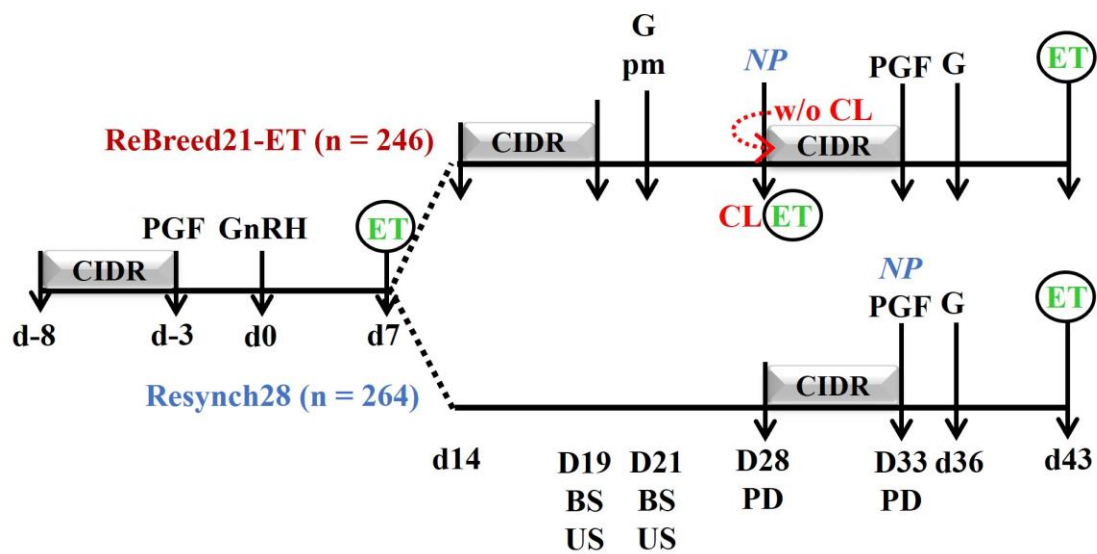 G
pm
NP
PGF G
ET
w/o CL
ReBreed21-ET (n = 246)
CIDR
CIDR
CL ET
PGF GnRH
ET
CIDR
d-8 d-3 d0 d7
NP
PGF G
ET
Resynch28 (n = 264)
CIDR
d14 D19 D21 D28 D33 d36 d43
BS BS PD PD
US US